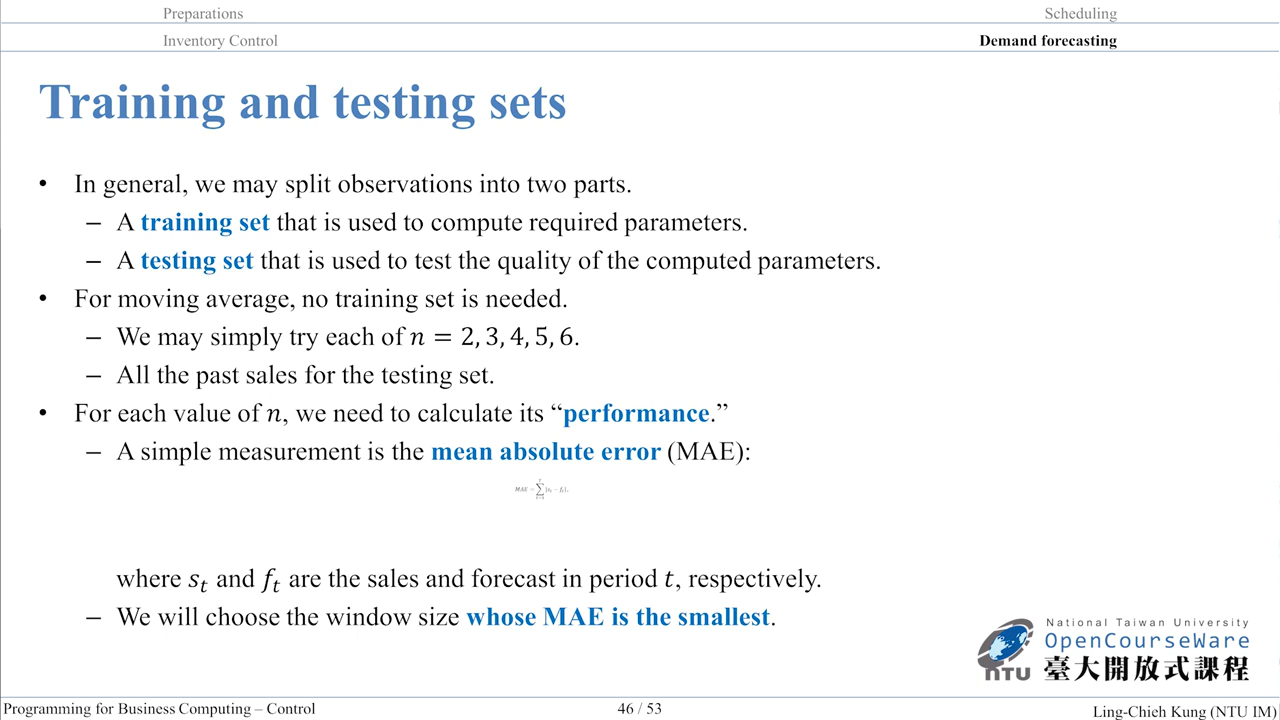 Preparations
Scheduling
Inventory Control
Demand forecasting
Training and testing sets
• In general, we may split observations into two parts.
– A training set that is used to compute required parameters.
– A testing set that is used to test the quality of the computed parameters.
• For moving average, no training set is needed.
– We may simply try each of n = 2, 3, 4, 5, 6.
– All the past sales for the testing set.
• For each value of n, we need to calculate its “performance.”
– A simple measurement is the mean absolute error (MAE):
MAE = ∑_{t=1}^{T} |s_t − f_t|,
where s_t and f_t are the sales and forecast in period t, respectively.
– We will choose the window size whose MAE is the smallest.
National Taiwan University
OpenCourseWare
臺大開放式課程
NTU
Programming for Business Computing – Control
46 / 53
Ling-Chieh Kung (NTU IM)